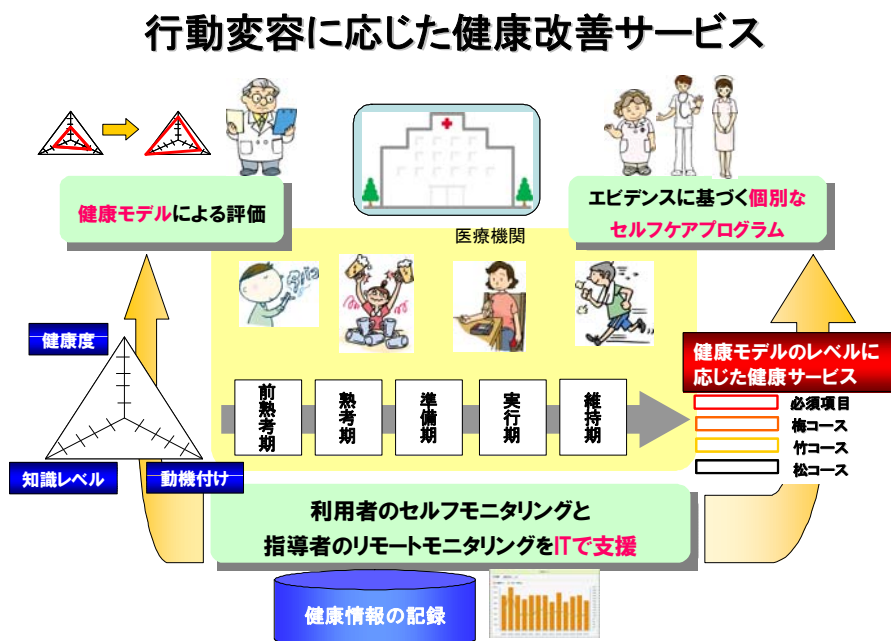 行動変容に応じた健康改善サービス
健康モデルによる評価
エビデンスに基づく個別な
セルフケアプログラム
医療機関
タバコ
健康度
知識レベル
動機付け
前熟考期
熟考期
準備期
実行期
維持期
健康モデルのレベルに
応じた健康サービス
必須項目
梅コース
竹コース
松コース
利用者のセルフモニタリングと
指導者のリモートモニタリングをITで支援
健康情報の記録